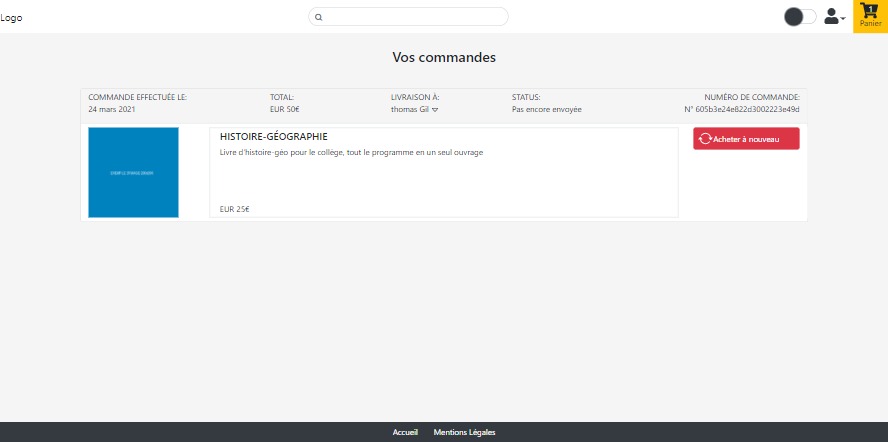 Logo
1
Panier
Vos commandes
COMMANDE EFFECTUÉE LE: TOTAL: LIVRAISON À: STATUS: NUMÉRO DE COMMANDE:
24 mars 2021 EUR 50€ thomas Gil Pas encore envoyée N° 605b3e24e822d3002223e49d
HISTOIRE-GÉOGRAPHIE
Acheter à nouveau
Livre d'histoire-géo pour le collège, tout le programme en un seul ouvrage
EUR 25€
Accueil Mentions Légales